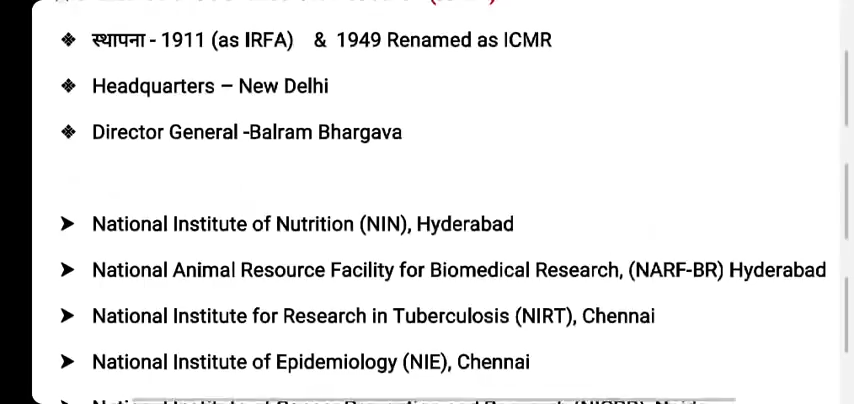 ❖ स्थापना - 1911 (as IRFA) & 1949 Renamed as ICMR
❖ Headquarters – New Delhi
❖ Director General -Balram Bhargava
➤ National Institute of Nutrition (NIN), Hyderabad
➤ National Animal Resource Facility for Biomedical Research, (NARF-BR) Hyderabad
➤ National Institute for Research in Tuberculosis (NIRT), Chennai
➤ National Institute of Epidemiology (NIE), Chennai